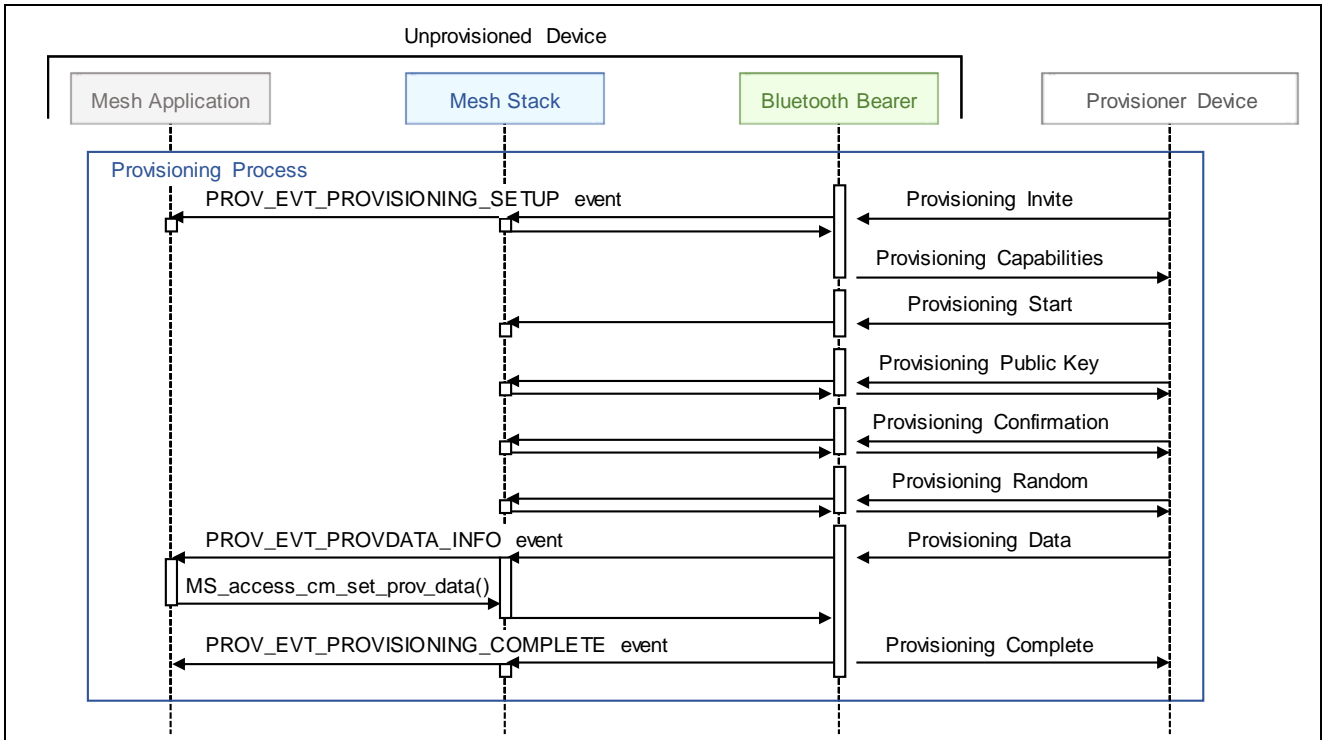 Unprovisioned Device
Mesh Application
Mesh Stack
Bluetooth Bearer
Provisioner Device
Provisioning Process
PROV_EVT_PROVISIONING_SETUP event
Provisioning Invite
Provisioning Capabilities
Provisioning Start
Provisioning Public Key
Provisioning Confirmation
Provisioning Random
PROV_EVT_PROVDATA_INFO event
Provisioning Data
MS_access_cm_set_prov_data()
PROV_EVT_PROVISIONING_COMPLETE event
Provisioning Complete